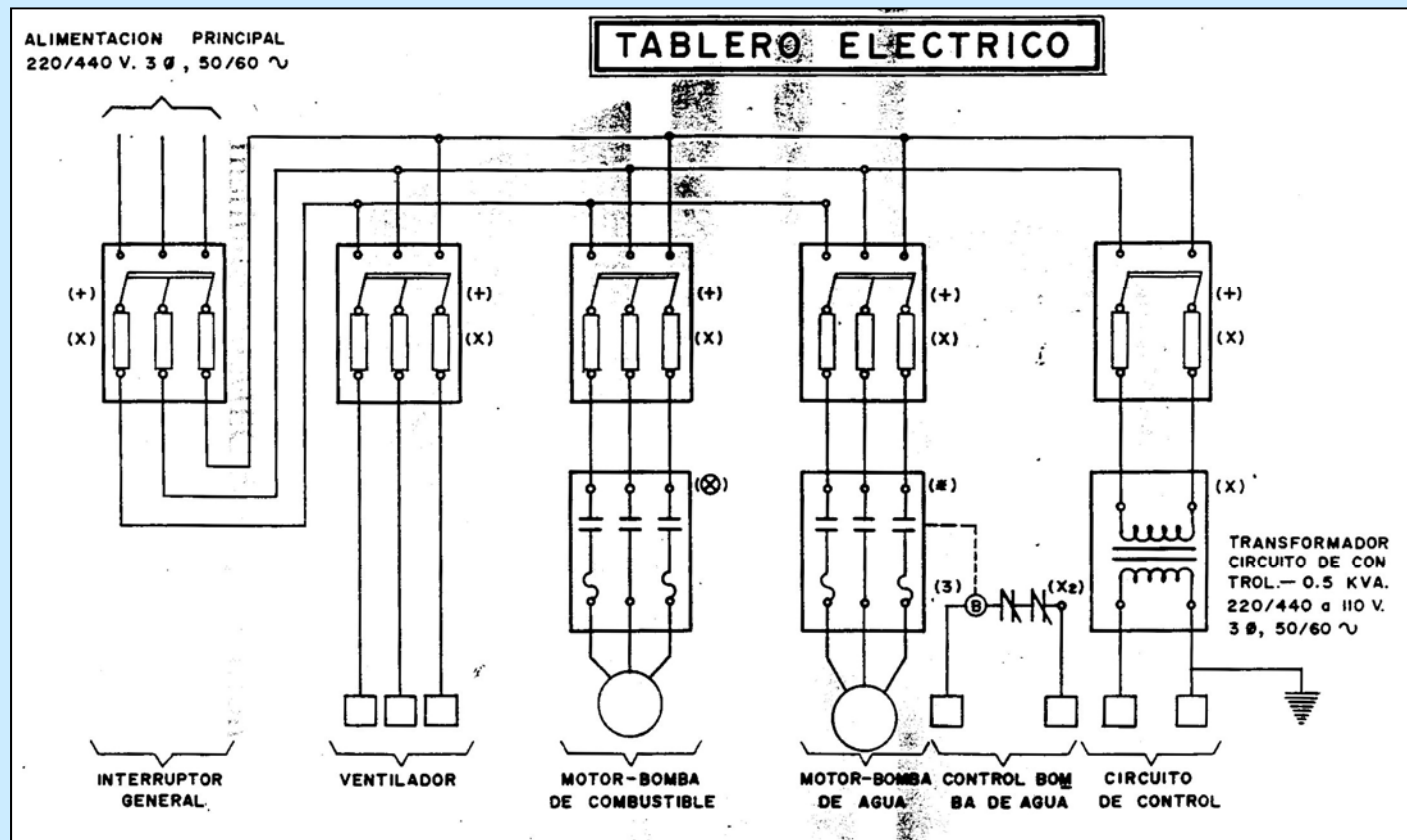 ALIMENTACION PRINCIPAL
220/440 V. 3 Ø, 50/60 ∿
TABLERO ELECTRICO
(+)
(X)
(+)
(X)
(+)
(X)
(+)
(X)
(+)
(X)
(⊗)
(*)
(X)
(3)
B
(X2)
TRANSFORMADOR
CIRCUITO DE CON
TROL.— 0.5 KVA.
220/440 a 110 V.
3 Ø, 50/60 ∿
INTERRUPTOR
GENERAL.
VENTILADOR
MOTOR-BOMBA
DE COMBUSTIBLE
MOTOR-BOMBA
DE AGUA
CONTROL BOM
BA DE AGUA
CIRCUITO
DE CONTROL